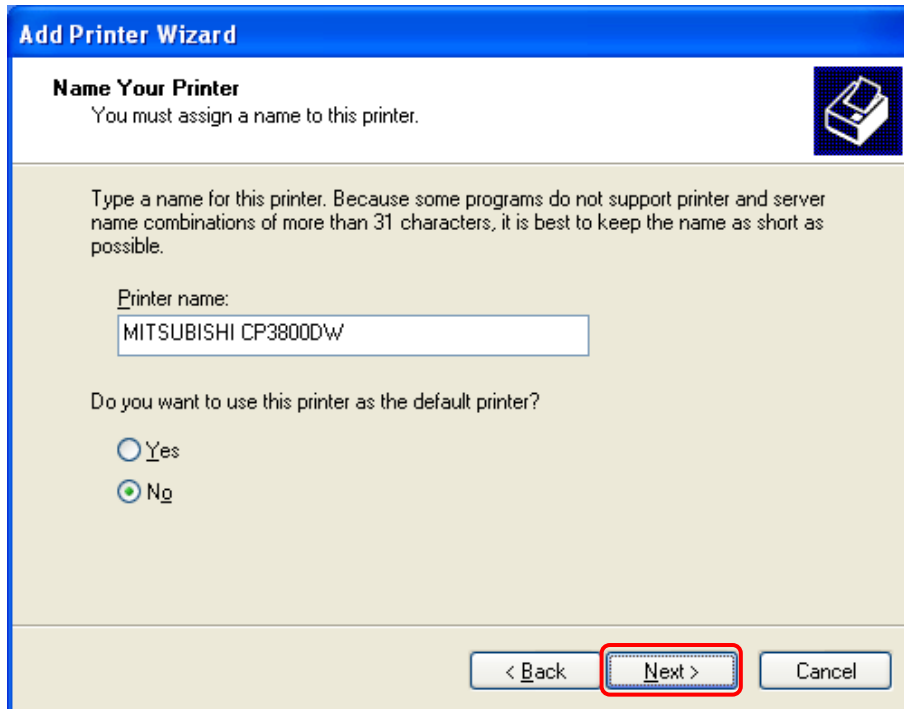 Add Printer Wizard
Name Your Printer
You must assign a name to this printer.
Type a name for this printer. Because some programs do not support printer and server
name combinations of more than 31 characters, it is best to keep the name as short as
possible.
Printer name:
MITSUBISHI CP3800DW
Do you want to use this printer as the default printer?
Yes
No
< Back
Next >
Cancel